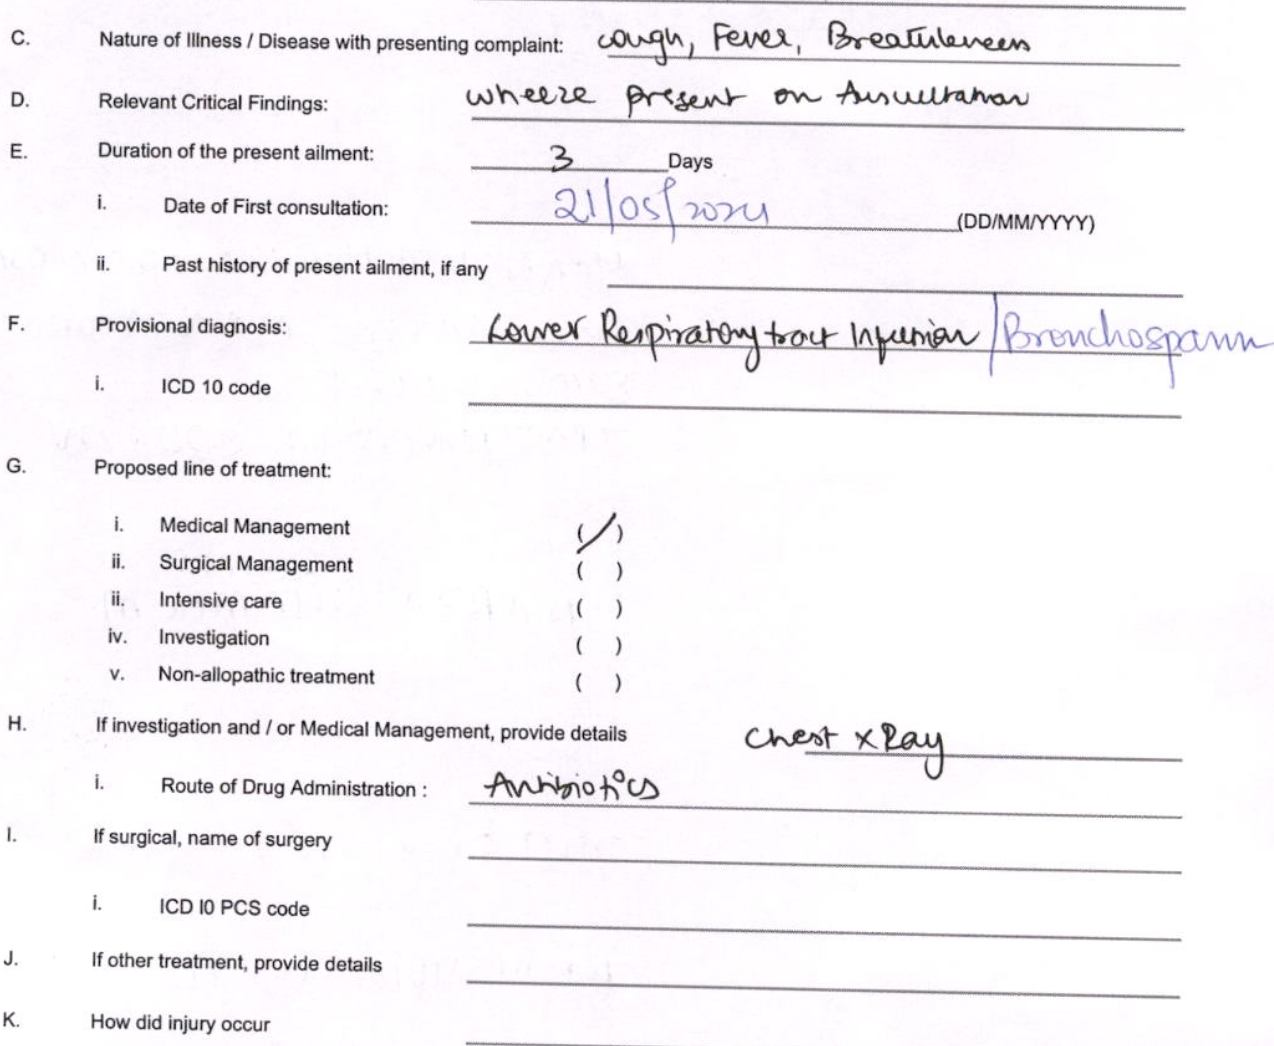 C. Nature of Illness / Disease with presenting complaint: cough, Fever, Breathlessness
D. Relevant Critical Findings: wheeze present on Auscultation
E. Duration of the present ailment: 3 Days
i. Date of First consultation: 21/05/2024 (DD/MM/YYYY)
ii. Past history of present ailment, if any
F. Provisional diagnosis: Lower Respiratory tract Infection / Bronchospasm
i. ICD 10 code
G. Proposed line of treatment:
i. Medical Management (/)
ii. Surgical Management ( )
ii. Intensive care ( )
iv. Investigation ( )
v. Non-allopathic treatment ( )
H. If investigation and / or Medical Management, provide details Chest x Ray
i. Route of Drug Administration : Antibiotics
I. If surgical, name of surgery
i. ICD I0 PCS code
J. If other treatment, provide details
K. How did injury occur